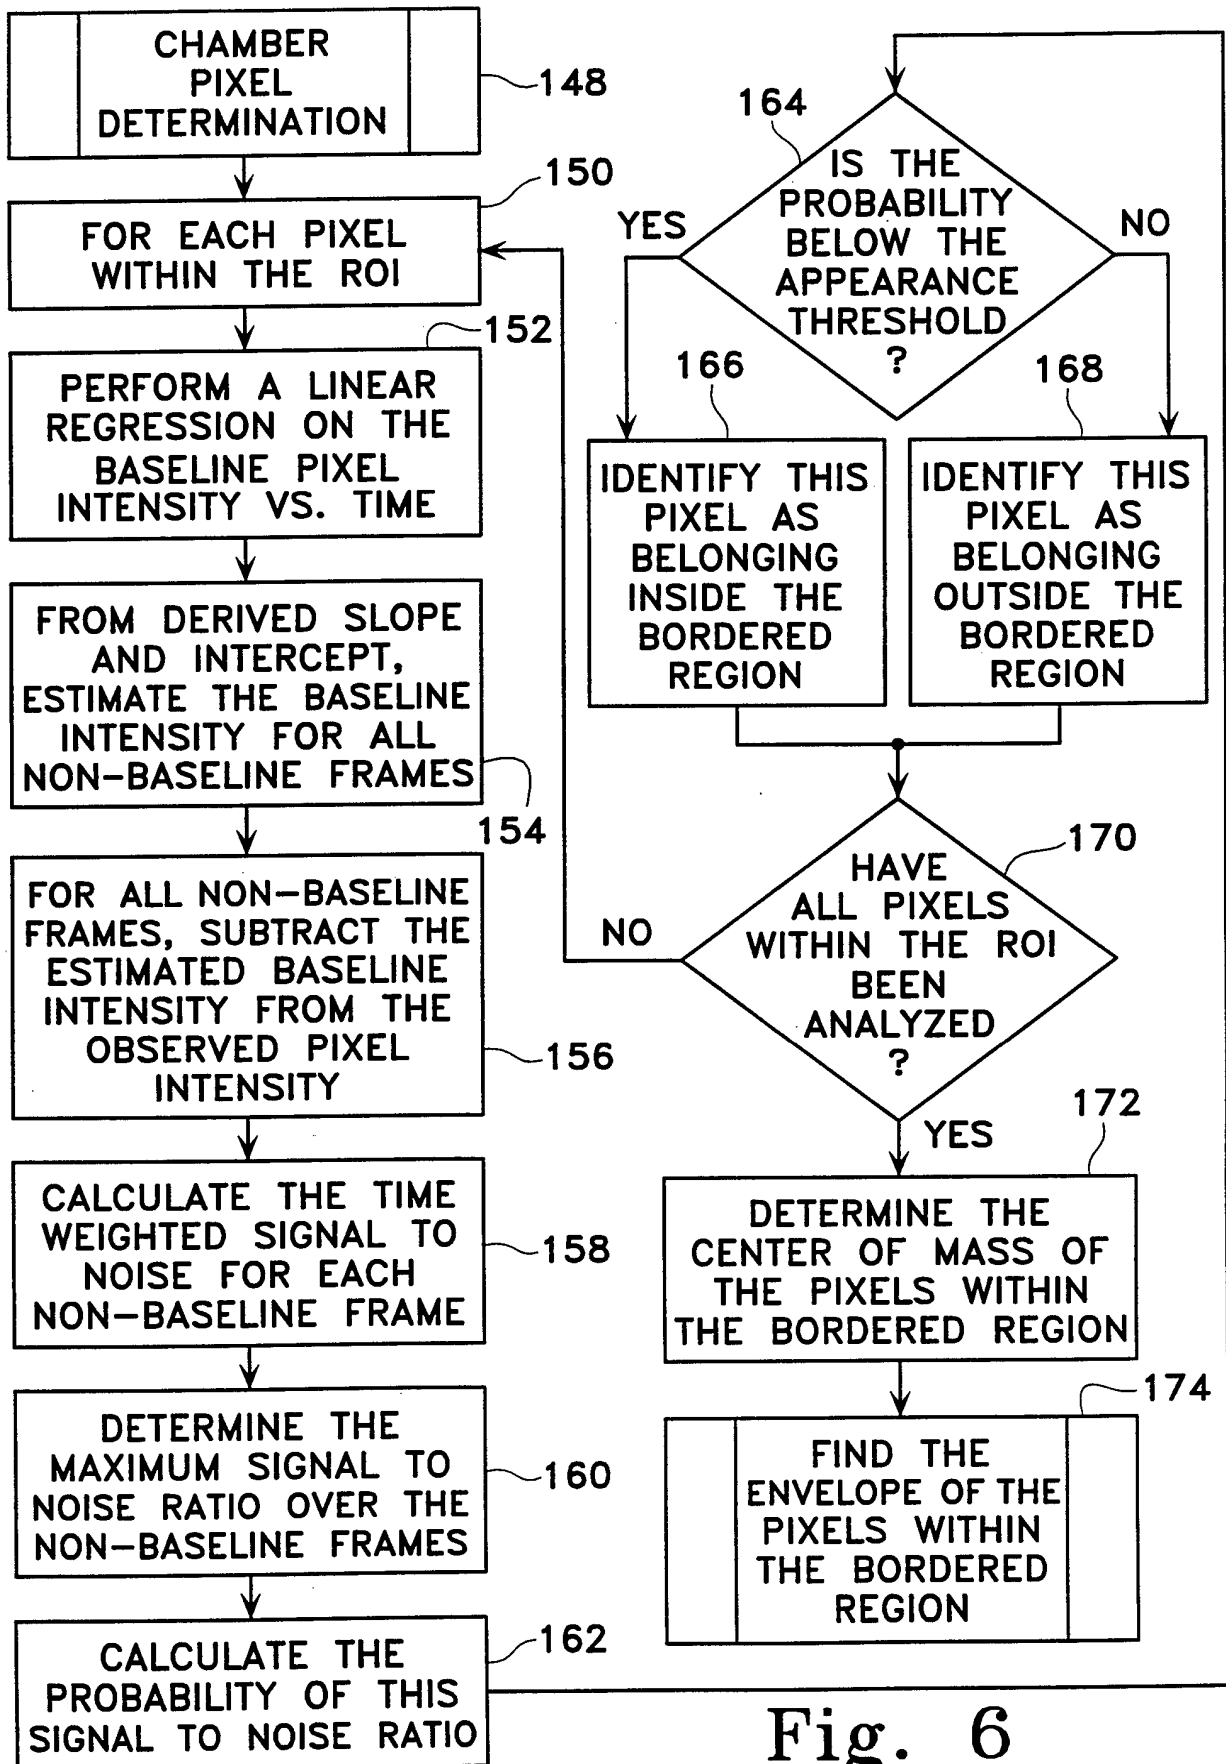 CHAMBER
PIXEL
DETERMINATION
148
150
FOR EACH PIXEL
WITHIN THE ROI
152
PERFORM A LINEAR
REGRESSION ON THE
BASELINE PIXEL
INTENSITY VS. TIME
FROM DERIVED SLOPE
AND INTERCEPT,
ESTIMATE THE BASELINE
INTENSITY FOR ALL
NON-BASELINE FRAMES
154
FOR ALL NON-BASELINE
FRAMES, SUBTRACT THE
ESTIMATED BASELINE
INTENSITY FROM THE
OBSERVED PIXEL
INTENSITY
156
CALCULATE THE TIME
WEIGHTED SIGNAL TO
NOISE FOR EACH
NON-BASELINE FRAME
158
DETERMINE THE
MAXIMUM SIGNAL TO
NOISE RATIO OVER THE
NON-BASELINE FRAMES
160
CALCULATE THE
PROBABILITY OF THIS
SIGNAL TO NOISE RATIO
162
164
IS THE
PROBABILITY
BELOW THE
APPEARANCE
THRESHOLD
?
YES
NO
166
IDENTIFY THIS
PIXEL AS
BELONGING
INSIDE THE
BORDERED
REGION
168
IDENTIFY THIS
PIXEL AS
BELONGING
OUTSIDE THE
BORDERED
REGION
170
HAVE
ALL PIXELS
WITHIN THE ROI
BEEN
ANALYZED
?
NO
YES
172
DETERMINE THE
CENTER OF MASS OF
THE PIXELS WITHIN
THE BORDERED REGION
174
FIND THE
ENVELOPE OF THE
PIXELS WITHIN
THE BORDERED
REGION
Fig. 6